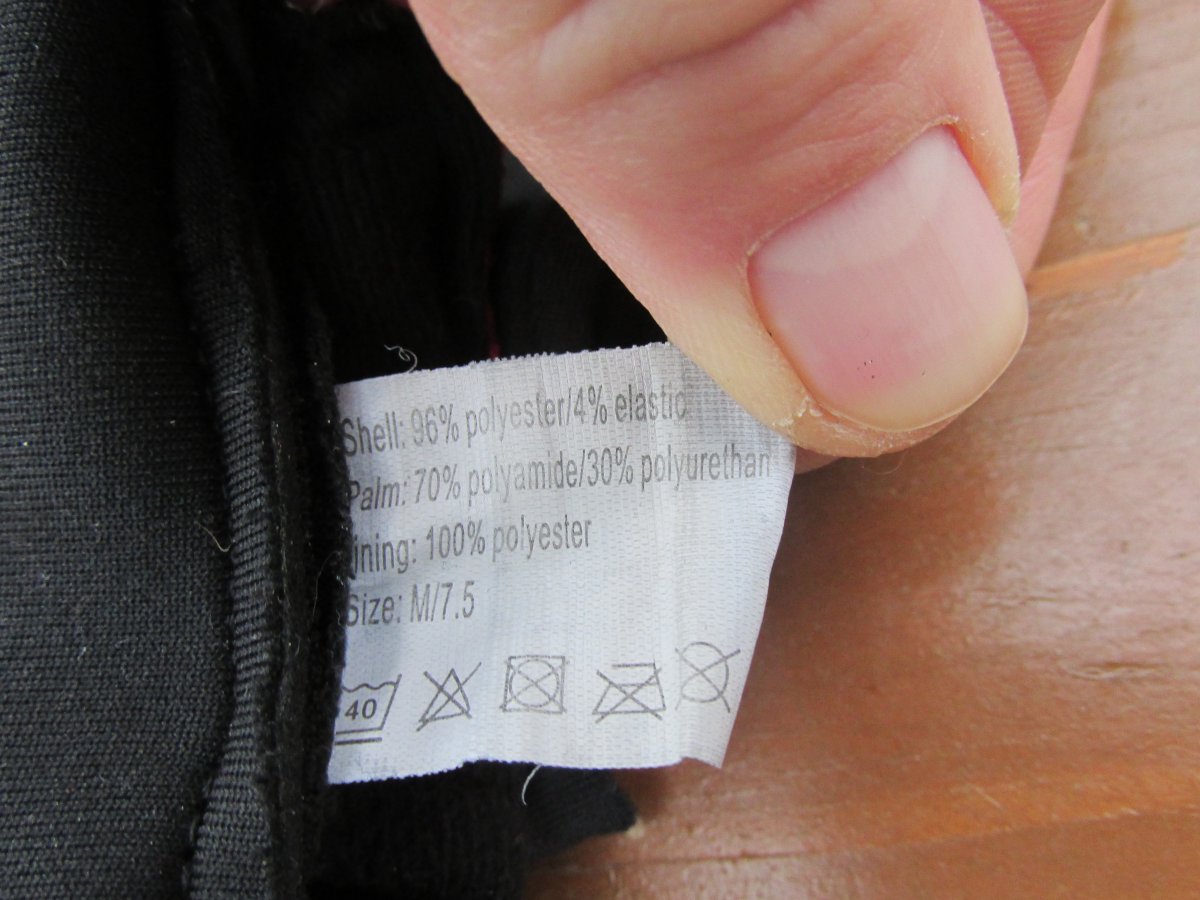 Shell: 96% polyester/4% elastic
Palm: 70% polyamide/30% polyurethan
ining: 100% polyester
Size: M/7.5
40